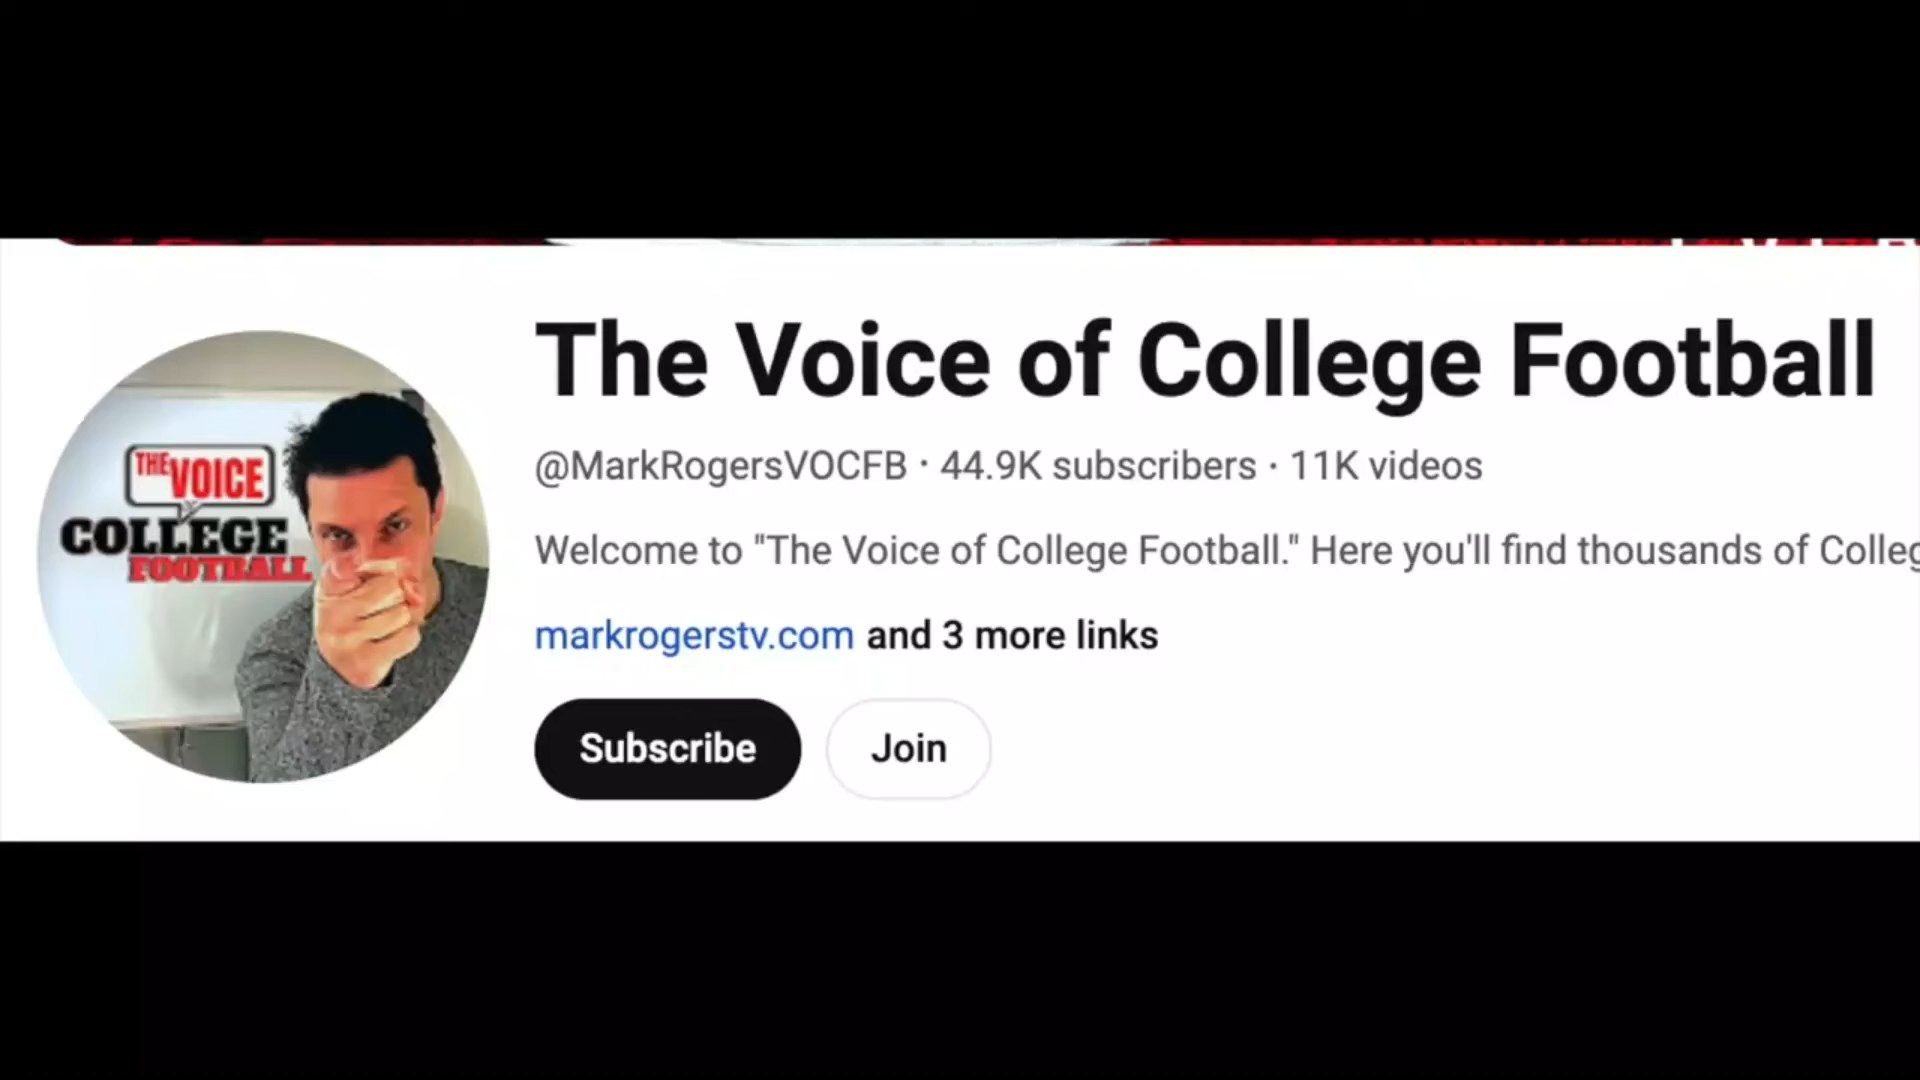 The Voice of College Football
@MarkRogersVOCFB · 44.9K subscribers · 11K videos
Welcome to "The Voice of College Football." Here you'll find thousands of Colleg
markrogerstv.com and 3 more links
Subscribe Join
THE VOICE
COLLEGE
FOOTBALL